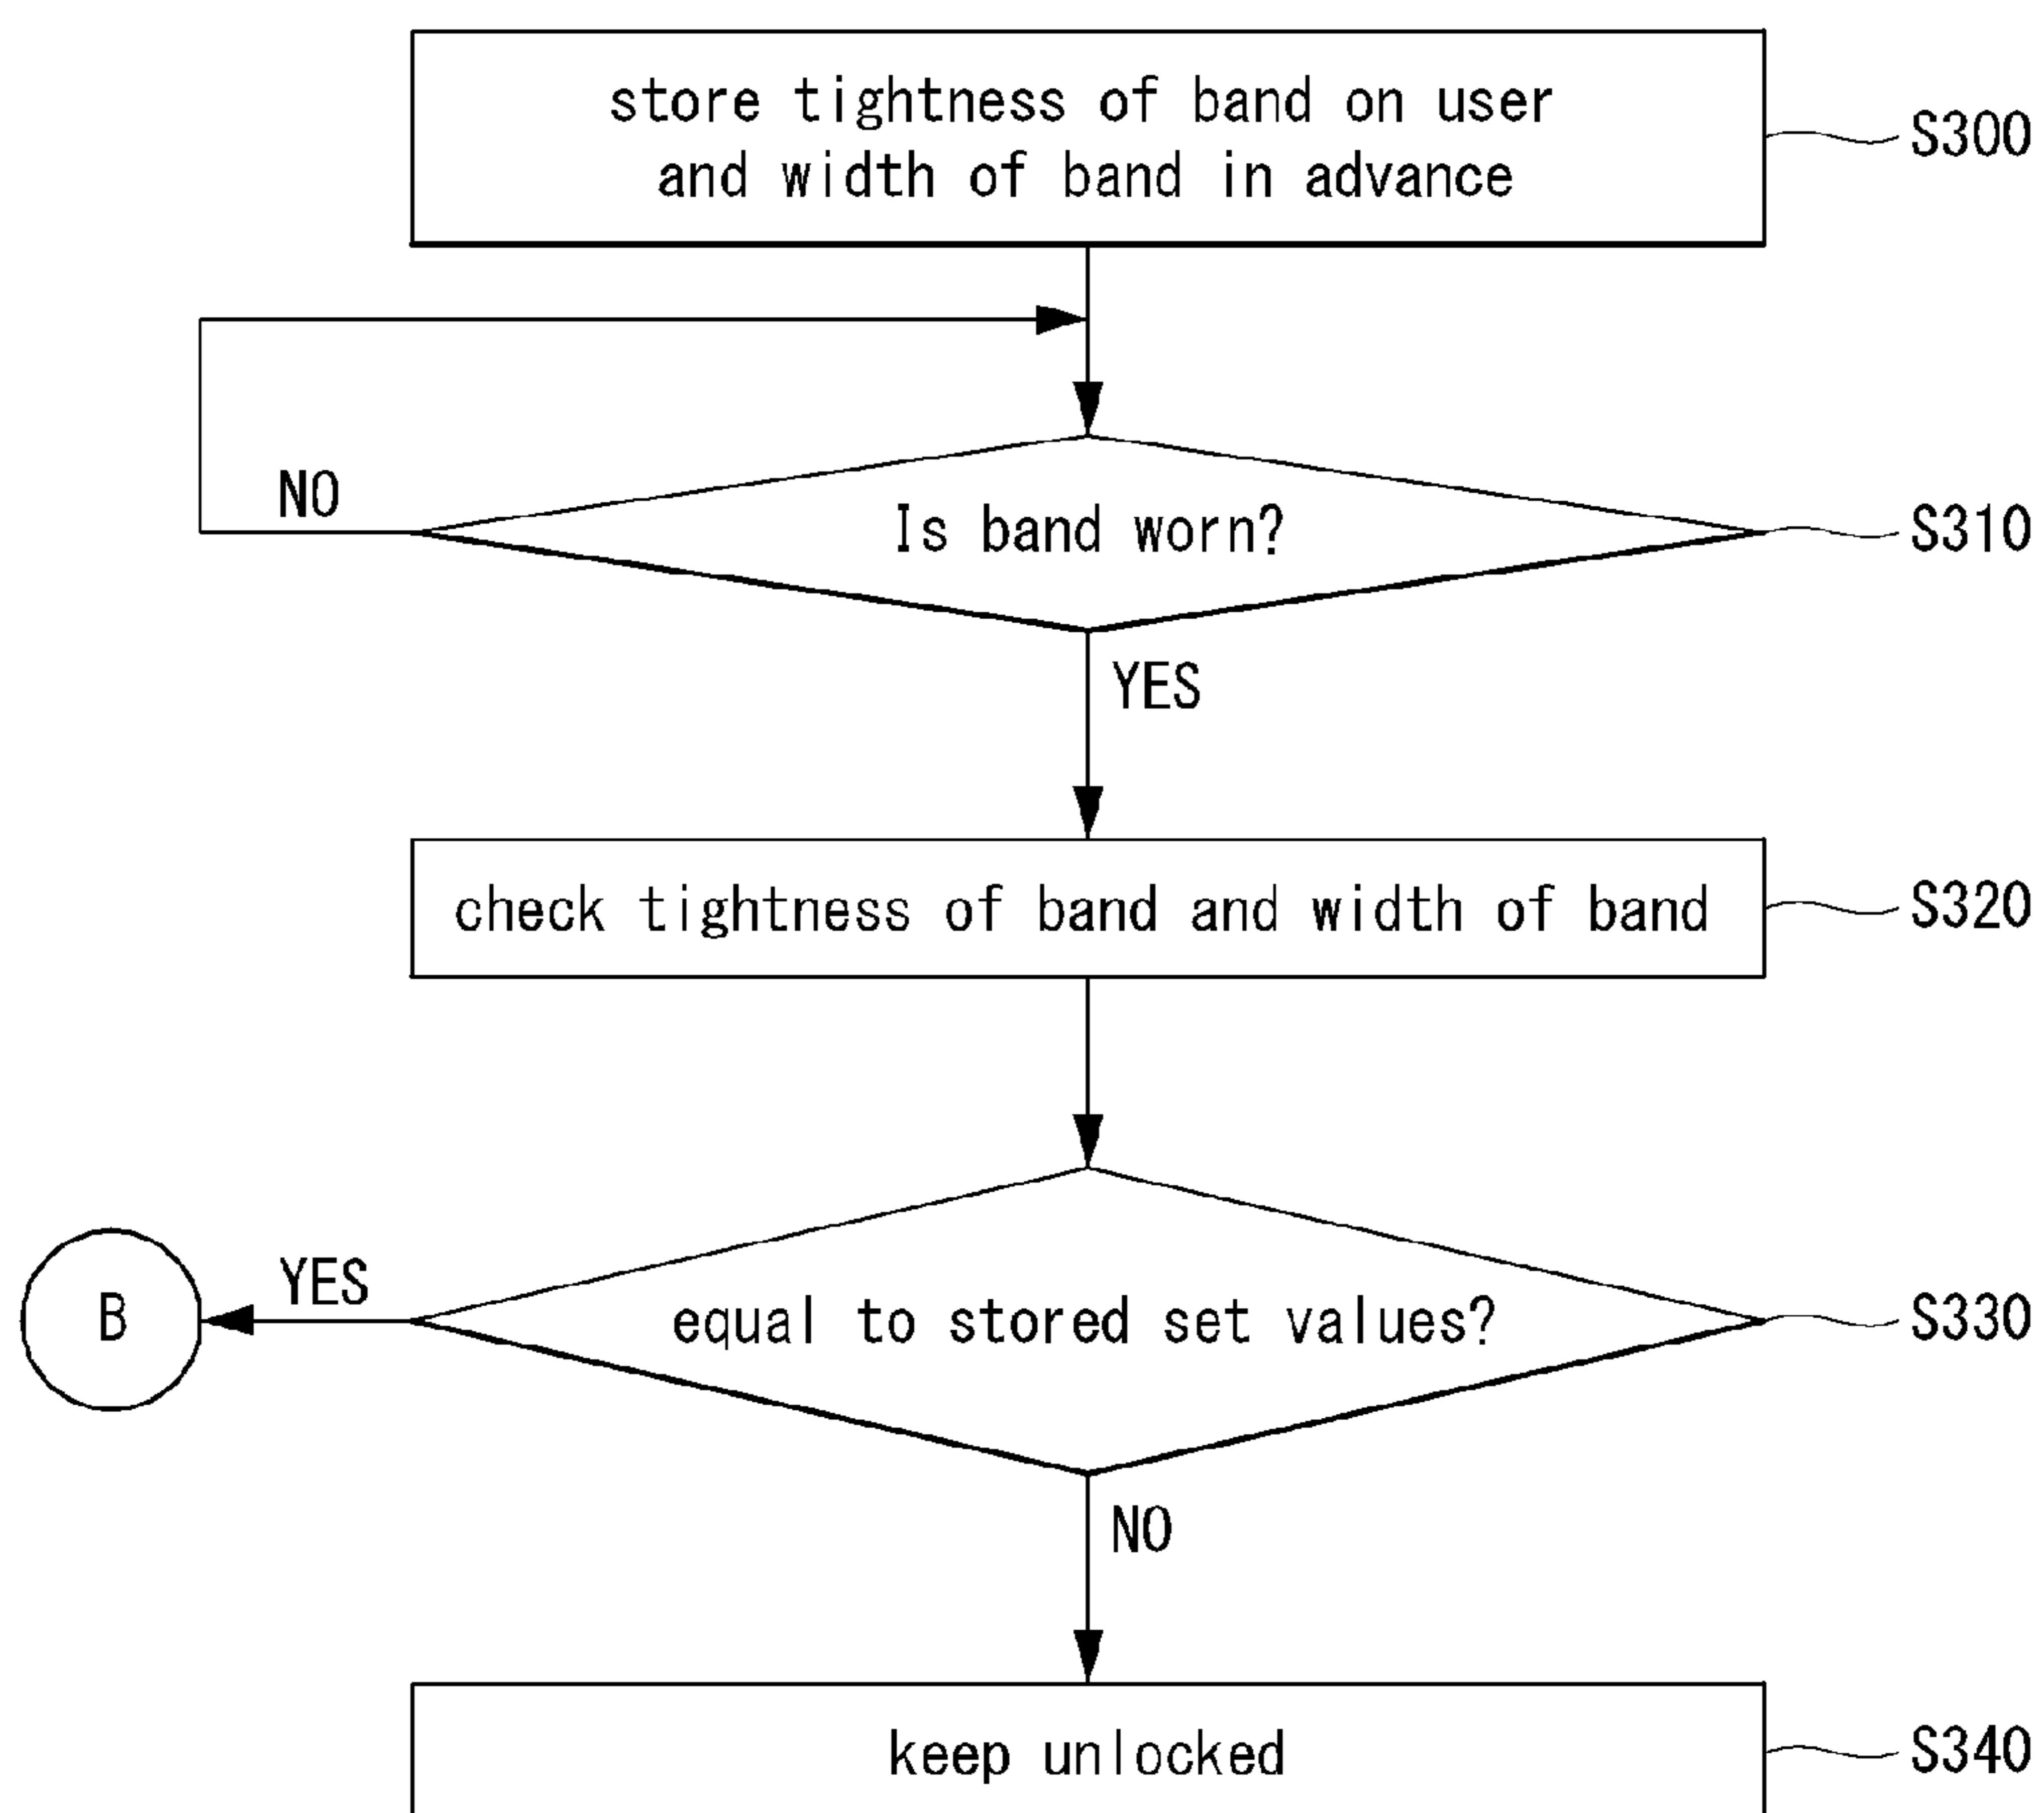 store tightness of band on user
and width of band in advance
S300
NO
Is band worn?
S310
YES
check tightness of band and width of band
S320
B
YES
equal to stored set values?
S330
NO
keep unlocked
S340